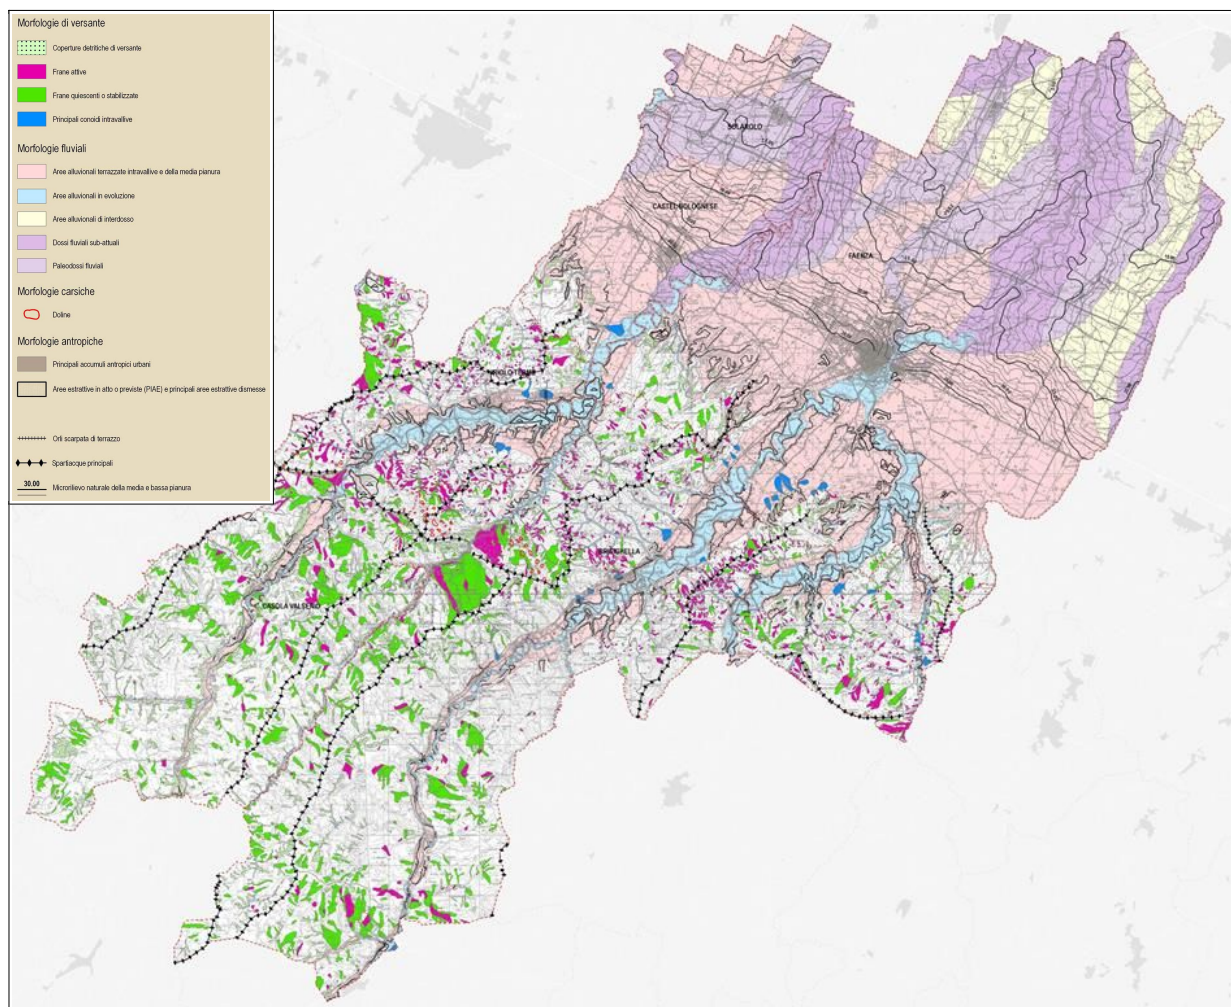 Morfologie di versante
Coperture detritiche di versante
Frane attive
Frane quiescenti o stabilizzate
Principali conoidi intravallive
Morfologie fluviali
Aree alluvionali terrazzate intravallive e della media pianura
Aree alluvionali in evoluzione
Aree alluvionali di interdosso
Dossi fluviali sub-attuali
Paleodossi fluviali
Morfologie carsiche
Doline
Morfologie antropiche
Principali accumuli antropici urbani
Aree estrattive in atto o previste (PIAE) e principali aree estrattive dismesse
Orli scarpata di terrazzo
Spartiacque principali
30.00
Microrilievo naturale della media e bassa pianura
SOLAROLO
CASTEL BOLOGNESE
FAENZA
RIOLO TERME
BRISIGHELLA
CASOLA VALSENIO